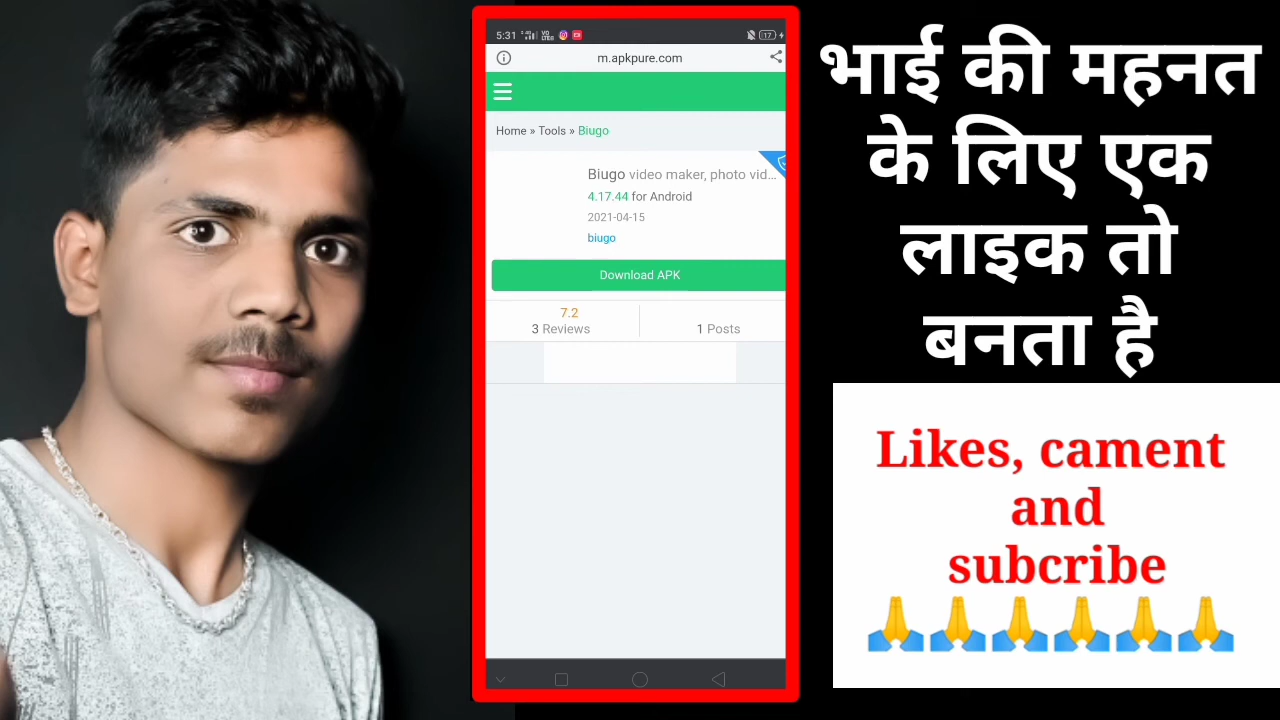 5:31
17
m.apkpure.com
Home » Tools » Biugo
Biugo video maker, photo vid...
4.17.44 for Android
2021-04-15
biugo
Download APK
7.2
3 Reviews
1 Posts
भाई की महनत
के लिए एक
लाइक तो
बनता है
Likes, cament
and
subcribe
🙏🙏🙏🙏🙏🙏